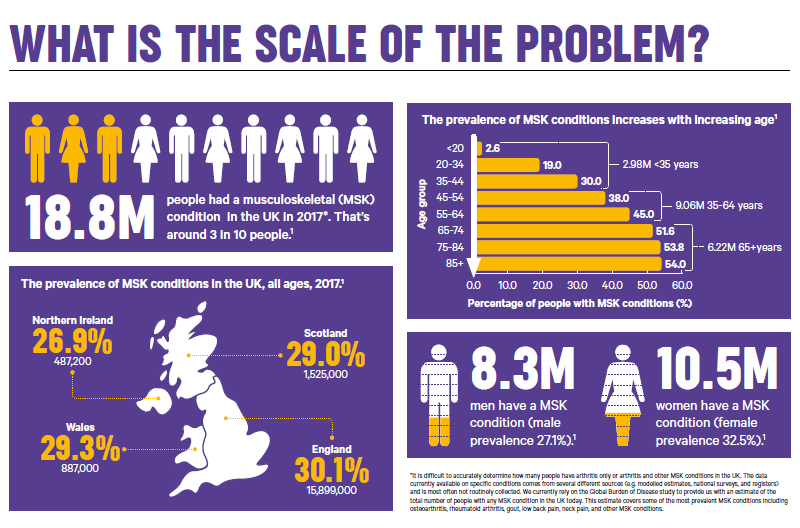 WHAT IS THE SCALE OF THE PROBLEM?
18.8M
people had a musculoskeletal (MSK)
condition in the UK in 2017*. That's
around 3 in 10 people.¹
The prevalence of MSK conditions in the UK, all ages, 2017.¹
Northern Ireland
26.9%
487,200
Scotland
29.0%
1,525,000
Wales
29.3%
887,000
England
30.1%
15,899,000
The prevalence of MSK conditions increases with increasing age¹
Age group
<20 2.6
20-34 19.0
35-44 30.0
45-54 38.0
55-64 45.0
65-74 51.6
75-84 53.8
85+ 54.0
2.98M <35 years
9.06M 35-64 years
6.22M 65+years
0.0 10.0 20.0 30.0 40.0 50.0 60.0
Percentage of people with MSK conditions (%)
8.3M
men have a MSK
condition (male
prevalence 27.1%).¹
10.5M
women have a MSK
condition (female
prevalence 32.5%).¹
*It is difficult to accurately determine how many people have arthritis only or arthritis and other MSK conditions in the UK. The data
currently available on specific conditions comes from several different sources (e.g. modelled estimates, national surveys, and registers)
and is most often not routinely collected. We currently rely on the Global Burden of Disease study to provide us with an estimate of the
total number of people with any MSK condition in the UK today. This estimate covers some of the most prevalent MSK conditions including
osteoarthritis, rheumatoid arthritis, gout, low back pain, neck pain, and other MSK conditions.